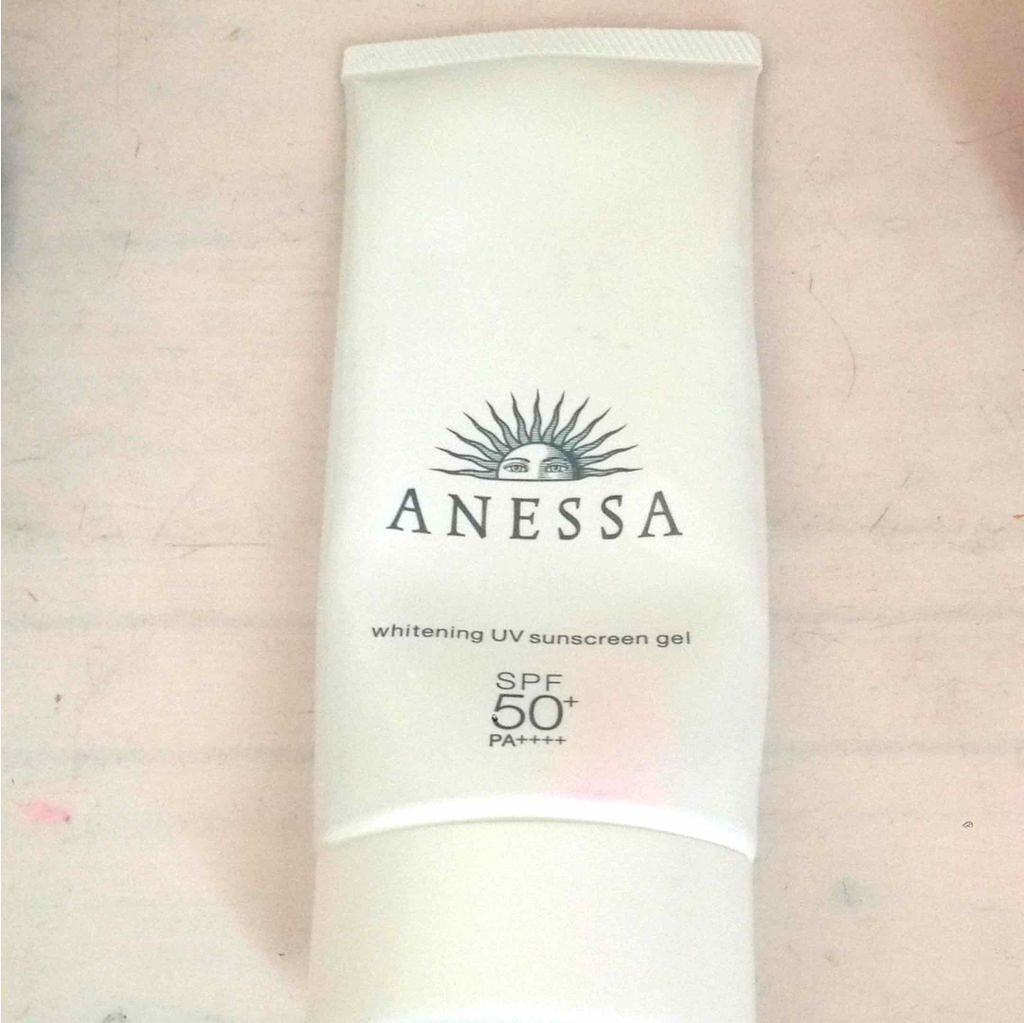 ANESSA
whitening UV sunscreen gel
SPF
50+
PA++++